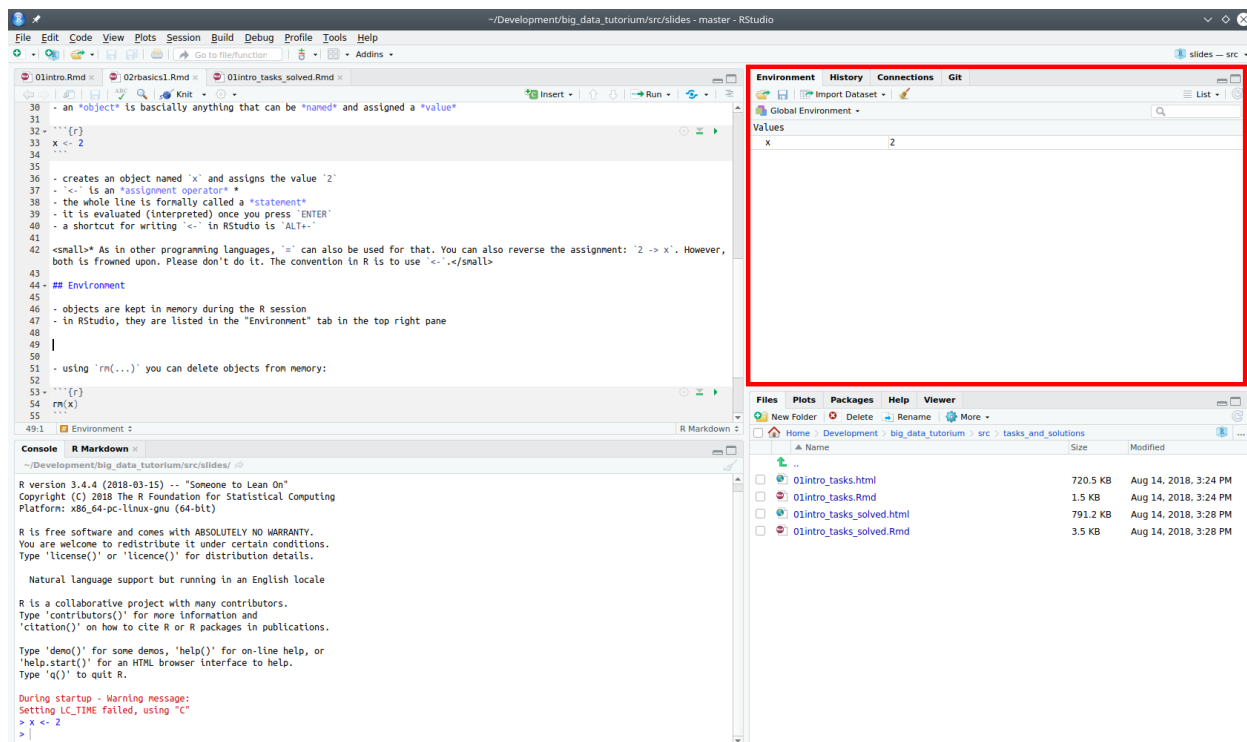 ~/Development/big_data_tutorium/src/slides - master - RStudio
File Edit Code View Plots Session Build Debug Profile Tools Help
Go to file/function Addins slides — src
01intro.Rmd × 02rbasics1.Rmd × 01intro_tasks_solved.Rmd ×
ABC Knit Insert Run
30 - an *object* is bascially anything that can be *named* and assigned a *value*
31
32 ```{r}
33 x <- 2
34 ```
35
36 - creates an object named `x` and assigns the value `2`
37 - `<-` is an *assignment operator* *
38 - the whole line is formally called a *statement*
39 - it is evaluated (interpreted) once you press `ENTER`
40 - a shortcut for writing `<-` in RStudio is `ALT+-`
41
42 <small>* As in other programming languages, `=` can also be used for that. You can also reverse the assignment: `2 -> x`. However,
both is frowned upon. Please don't do it. The convention in R is to use `<-`.</small>
43
44 ## Environment
45
46 - objects are kept in memory during the R session
47 - in RStudio, they are listed in the "Environment" tab in the top right pane
48
49
50
51 - using `rm(...)` you can delete objects from memory:
52
53 ```{r}
54 rm(x)
55 ```
49:1 Environment R Markdown
Console R Markdown ×
~/Development/big_data_tutorium/src/slides/
R version 3.4.4 (2018-03-15) -- "Someone to Lean On"
Copyright (C) 2018 The R Foundation for Statistical Computing
Platform: x86_64-pc-linux-gnu (64-bit)
R is free software and comes with ABSOLUTELY NO WARRANTY.
You are welcome to redistribute it under certain conditions.
Type 'license()' or 'licence()' for distribution details.
Natural language support but running in an English locale
R is a collaborative project with many contributors.
Type 'contributors()' for more information and
'citation()' on how to cite R or R packages in publications.
Type 'demo()' for some demos, 'help()' for on-line help, or
'help.start()' for an HTML browser interface to help.
Type 'q()' to quit R.
During startup - Warning message:
Setting LC_TIME failed, using "C"
> x <- 2
>
Environment History Connections Git
Import Dataset List
Global Environment
Values
x 2
Files Plots Packages Help Viewer
New Folder Delete Rename More
Home > Development > big_data_tutorium > src > tasks_and_solutions ...
Name Size Modified
..
01intro_tasks.html 720.5 KB Aug 14, 2018, 3:24 PM
01intro_tasks.Rmd 1.5 KB Aug 14, 2018, 3:24 PM
01intro_tasks_solved.html 791.2 KB Aug 14, 2018, 3:28 PM
01intro_tasks_solved.Rmd 3.5 KB Aug 14, 2018, 3:28 PM